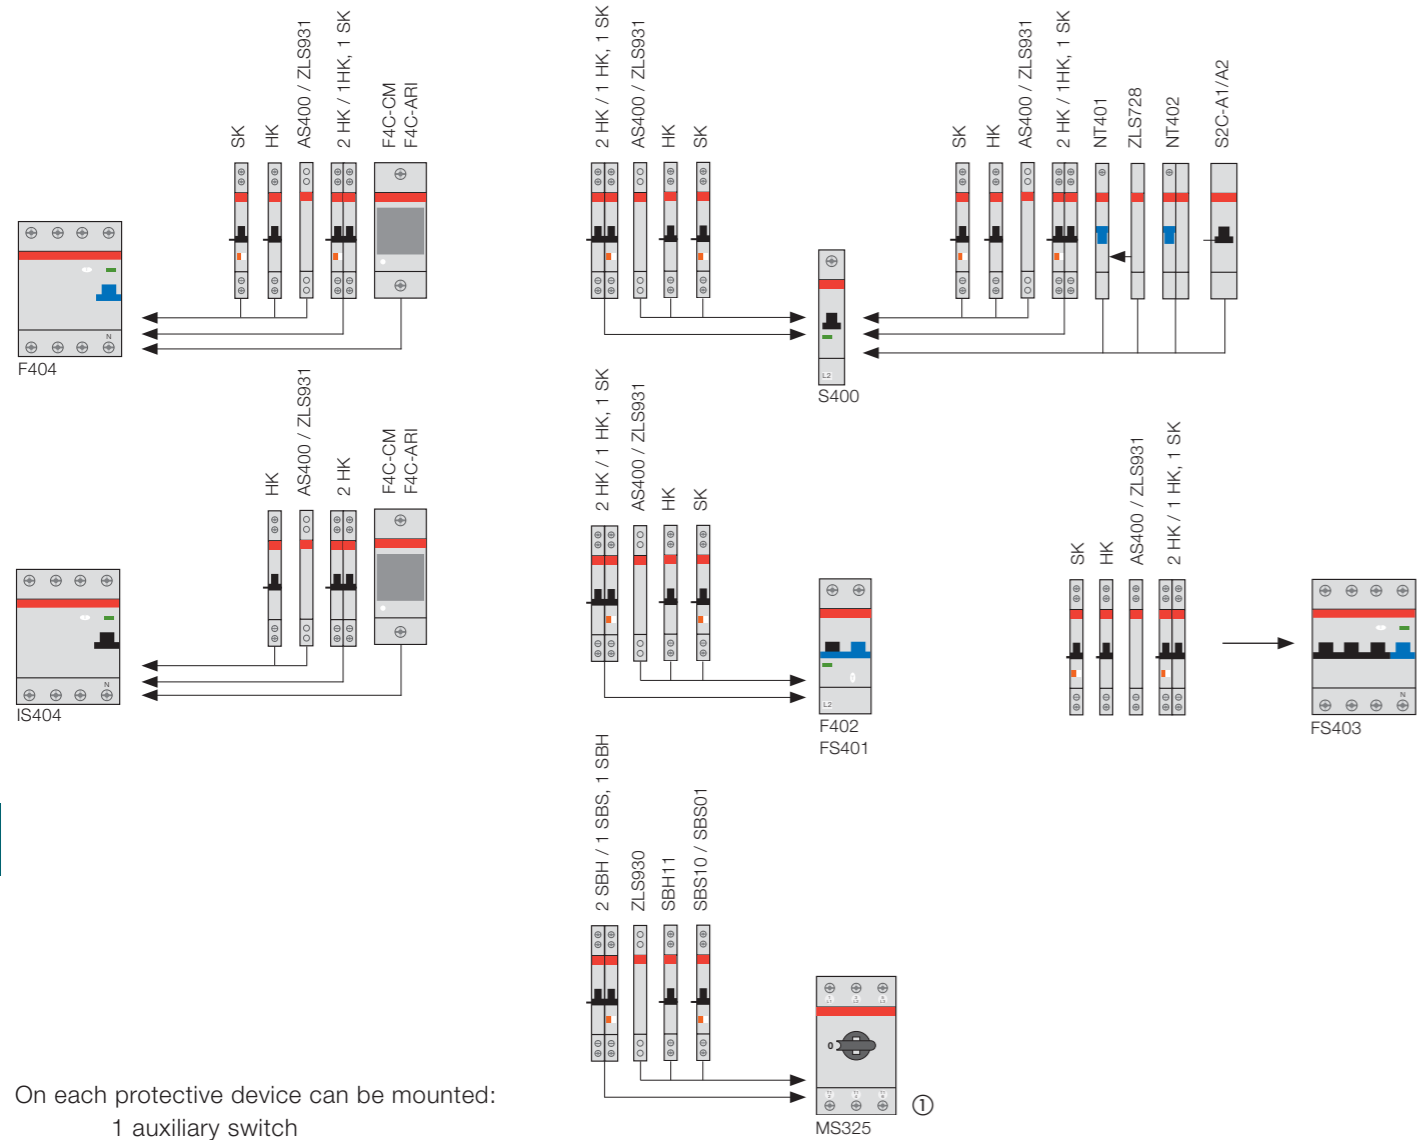 SK
HK
AS400 / ZLS931
2 HK / 1HK, 1 SK
F4C-CM
F4C-ARI
N
F404
2 HK / 1 HK, 1 SK
AS400 / ZLS931
HK
SK
L2
S400
SK
HK
AS400 / ZLS931
2 HK / 1HK, 1 SK
NT401
ZLS728
NT402
S2C-A1/A2
HK
AS400 / ZLS931
2 HK
F4C-CM
F4C-ARI
N
IS404
2 HK / 1 HK, 1 SK
AS400 / ZLS931
HK
SK
L2
F402
FS401
SK
HK
AS400 / ZLS931
2 HK / 1 HK, 1 SK
N
FS403
2 SBH / 1 SBS, 1 SBH
ZLS930
SBH11
SBS10 / SBS01
0
①
MS325
On each protective device can be mounted:
1 auxiliary switch